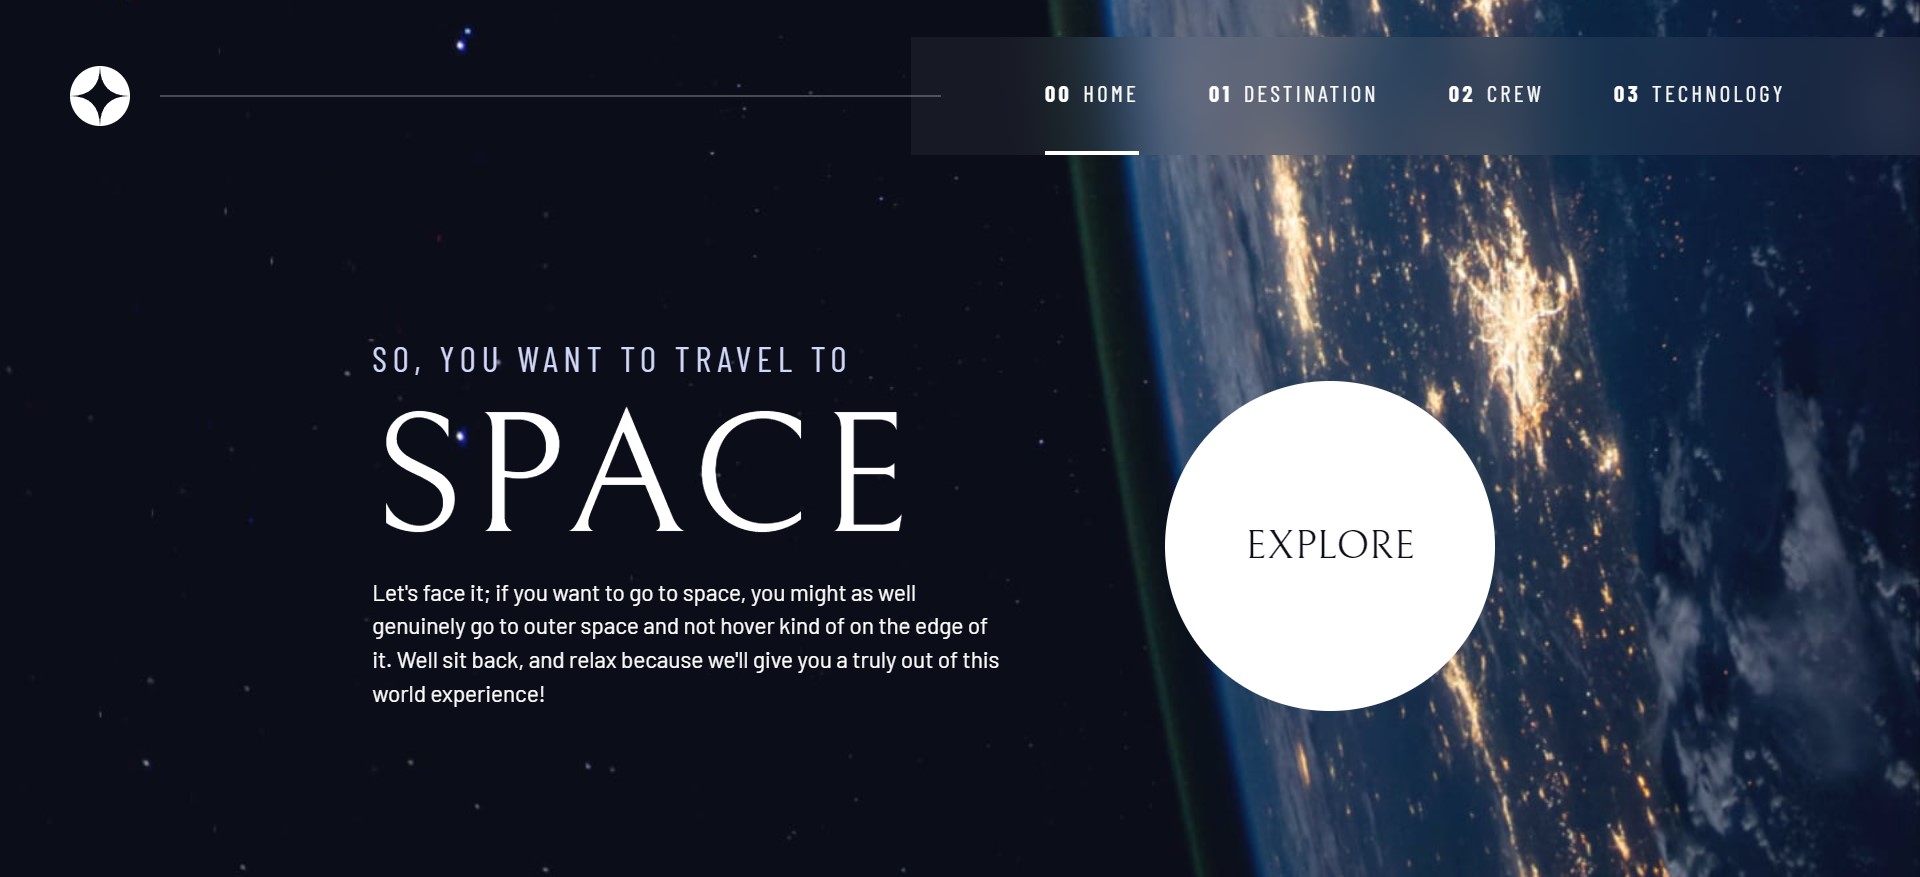 00 HOME 01 DESTINATION 02 CREW 03 TECHNOLOGY
SO, YOU WANT TO TRAVEL TO
SPACE
Let's face it; if you want to go to space, you might as well
genuinely go to outer space and not hover kind of on the edge of
it. Well sit back, and relax because we'll give you a truly out of this
world experience!
EXPLORE